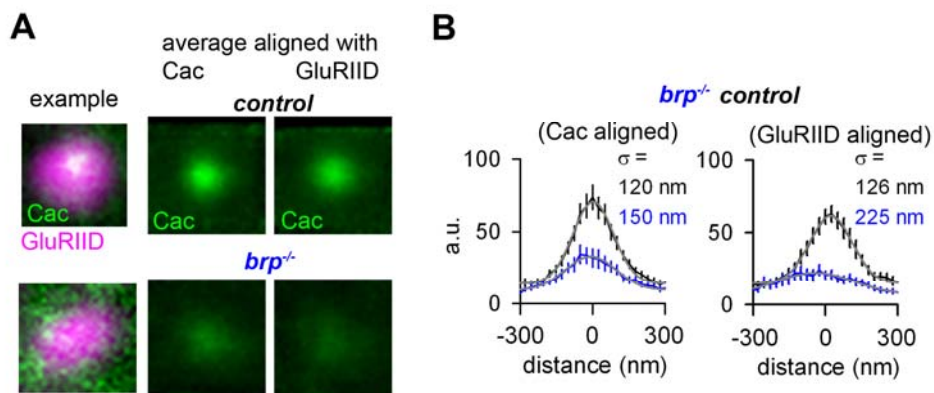 A
average aligned with
Cac GluRIID
example
control
Cac
GluRIID
Cac
Cac
brp-/-
B
brp-/- control
(Cac aligned)
(GluRIID aligned)
100
50
0
a.u.
σ =
120 nm
150 nm
-300 0 300
distance (nm)
100
50
0
σ =
126 nm
225 nm
-300 0 300
distance (nm)